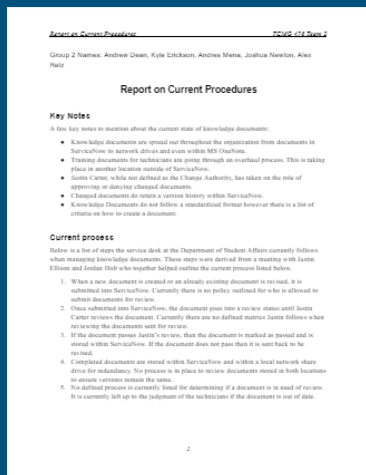 Report on Current Procedures TCMG 476 Team 2
Group 2 Names: Andrew Dean, Kyle Erickson, Andrea Mena, Joshua Newton, Alex
Report on Current Procedures
Key Notes
A few key notes to mention about the current state of knowledge documents:
● Knowledge documents are spread out throughout the organization from documents in
ServiceNow to network drives and even within MS OneNote.
● Training documents for technicians are going through an overhaul process. This is taking
place in another location outside of ServiceNow.
● Justin Carter, while not defined as the Change Authority, has taken on the role of
approving or denying changed documents.
● Changed documents do retain a version history within ServiceNow.
● Knowledge Documents do not follow a standardized format however there is a list of
criteria on how to create a document.
Current process
Below is a list of steps the service desk at the Department of Student Affairs currently follows
when managing knowledge documents. These steps were derived from a meeting with Justin
Ellison and Jordan Holt who together helped outline the current process listed below.
1. When a new document is created or an already existing document is revised, it is
submitted into ServiceNow. Currently there is no policy outlined for who is allowed to
submit documents for review.
2. Once submitted into ServiceNow, the document goes into a review status until Justin
Carter reviews the document. Currently there are no defined metrics Justin follows when
reviewing the documents sent for review.
3. If the document passes Justin's review, then the document is marked as passed and is
stored within ServiceNow. If the document does not pass then it is sent back to be
revised.
4. Completed documents are stored within ServiceNow and within a local network share
drive for redundancy. No process is in place to review documents stored in both locations
to ensure versions remain the same.
5. No defined process is currently listed for determining if a document is in need of review.
It is currently left up to the judgment of the technicians if the document is out of date.
2